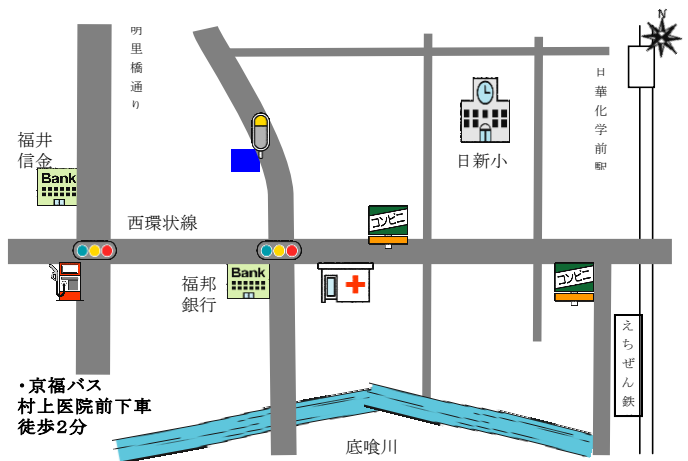 明里橋通り
N
日華化学前駅
福井
信金
Bank
日新小
西環状線
コンビニ
福邦
銀行
Bank
コンビニ
えちぜん鉄
・京福バス
村上医院前下車
徒歩2分
底喰川